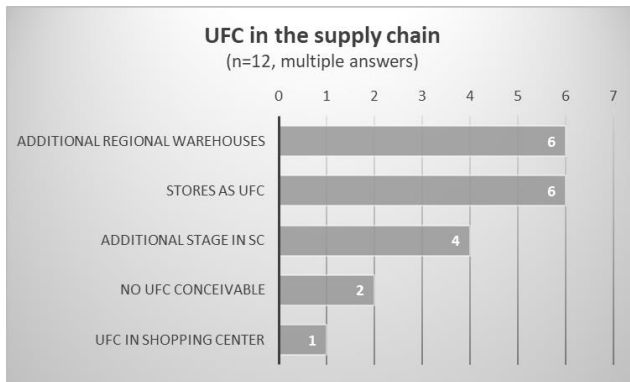 UFC in the supply chain
(n=12, multiple answers)
0 1 2 3 4 5 6 7
ADDITIONAL REGIONAL WAREHOUSES 6
STORES AS UFC 6
ADDITIONAL STAGE IN SC 4
NO UFC CONCEIVABLE 2
UFC IN SHOPPING CENTER 1